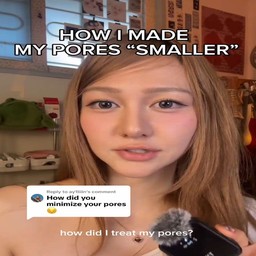 HOW I MADE
MY PORES “SMALLER”
Reply to ay1lilin's comment
How did you
minimize your pores
😔
how did I treat my pores?